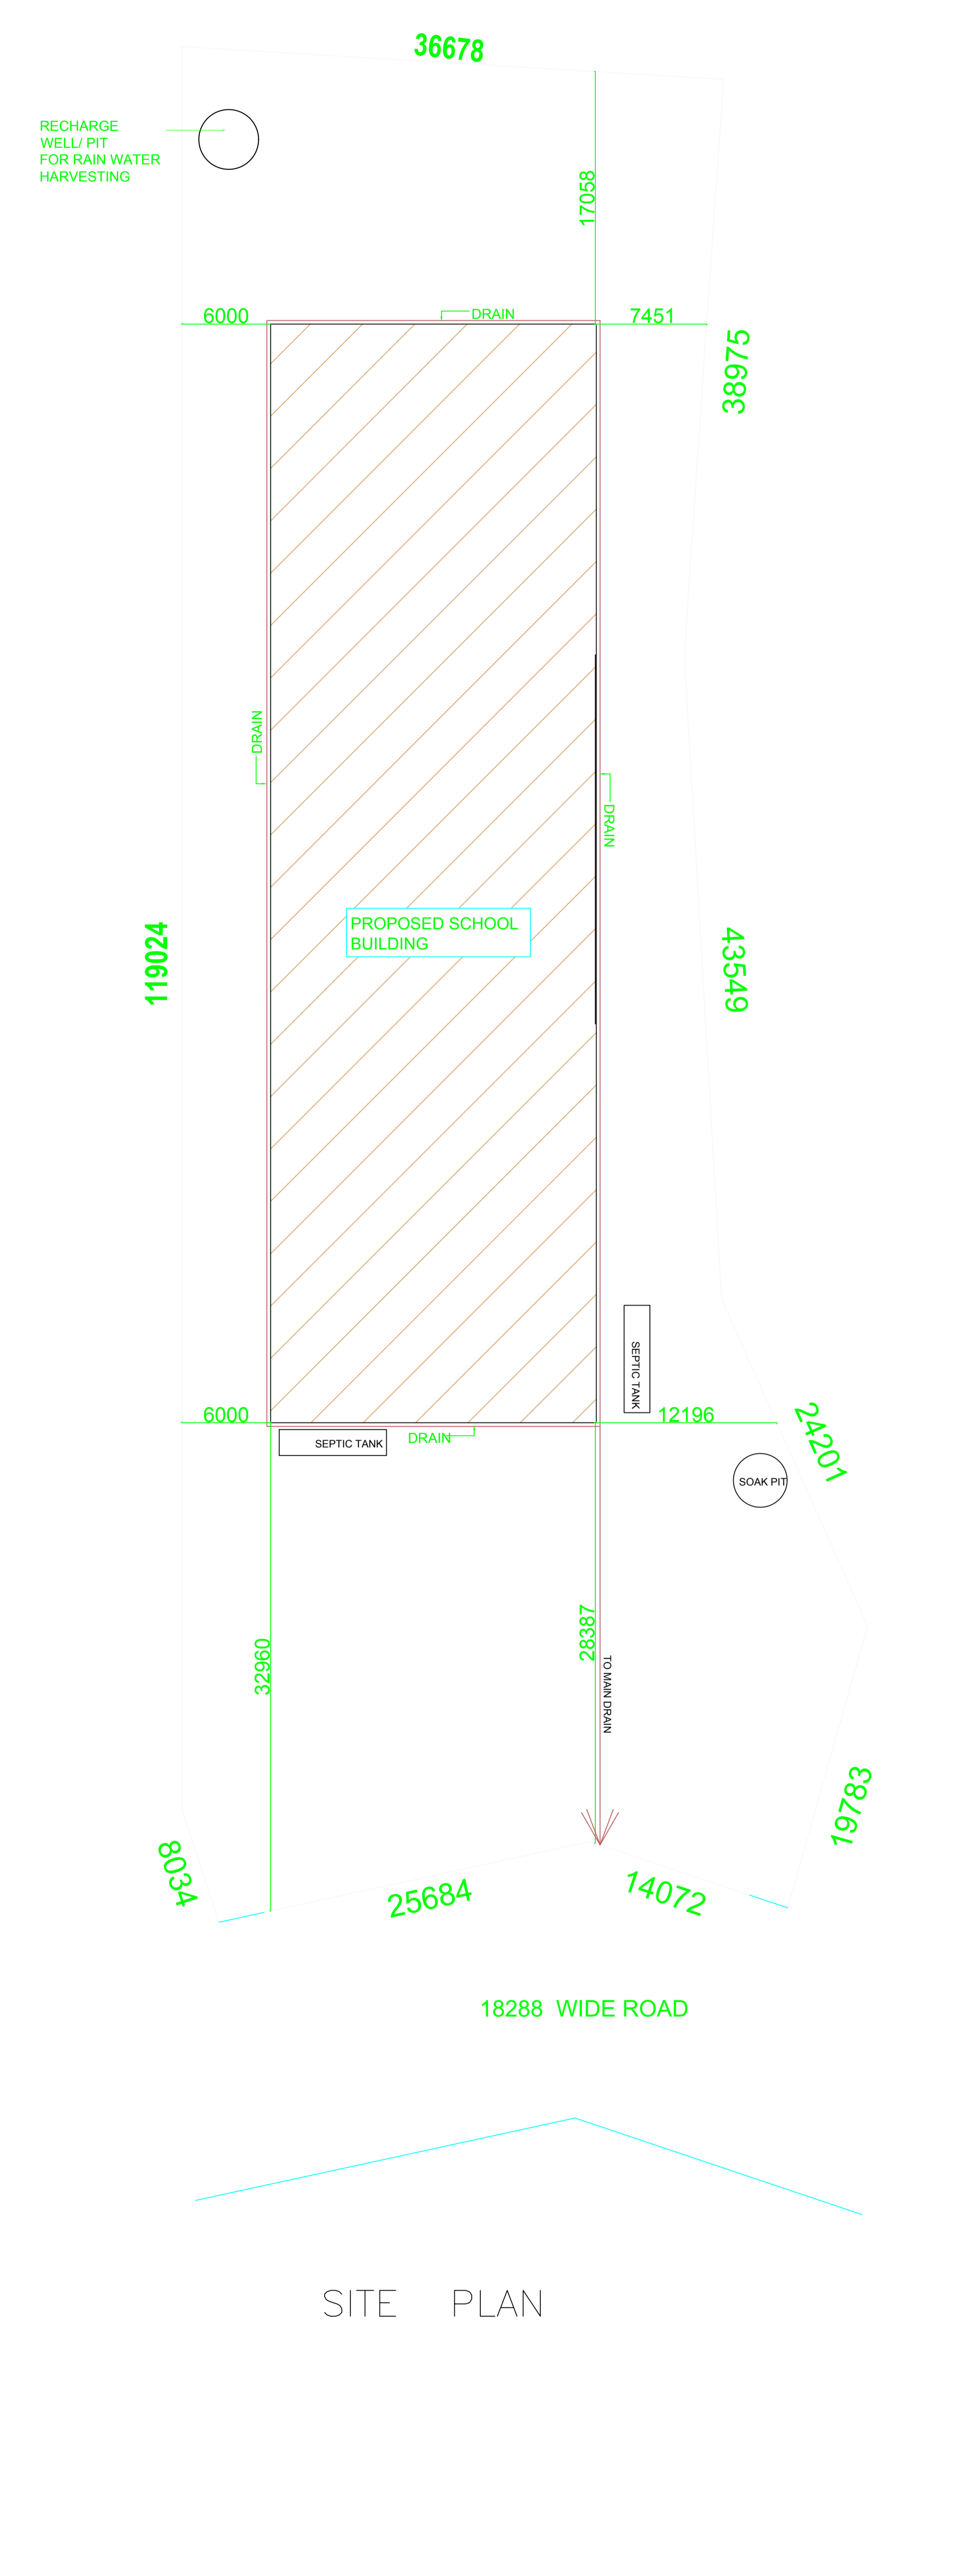 36678
RECHARGE
WELL/ PIT
FOR RAIN WATER
HARVESTING
17058
6000
DRAIN
7451
38975
DRAIN
DRAIN
PROPOSED SCHOOL
BUILDING
119024
43549
SEPTIC TANK
6000
12196
SEPTIC TANK
DRAIN
24201
SOAK PIT
32960
28387
TO MAIN DRAIN
19783
8034
25684
14072
18288 WIDE ROAD
SITE PLAN